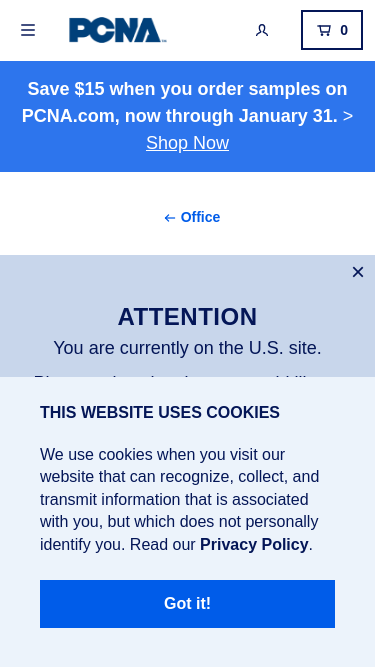 PCNA
0
Save $15 when you order samples on
PCNA.com, now through January 31. >
Shop Now
← Office
×
ATTENTION
You are currently on the U.S. site.
THIS WEBSITE USES COOKIES
We use cookies when you visit our
website that can recognize, collect, and
transmit information that is associated
with you, but which does not personally
identify you. Read our Privacy Policy.
Got it!